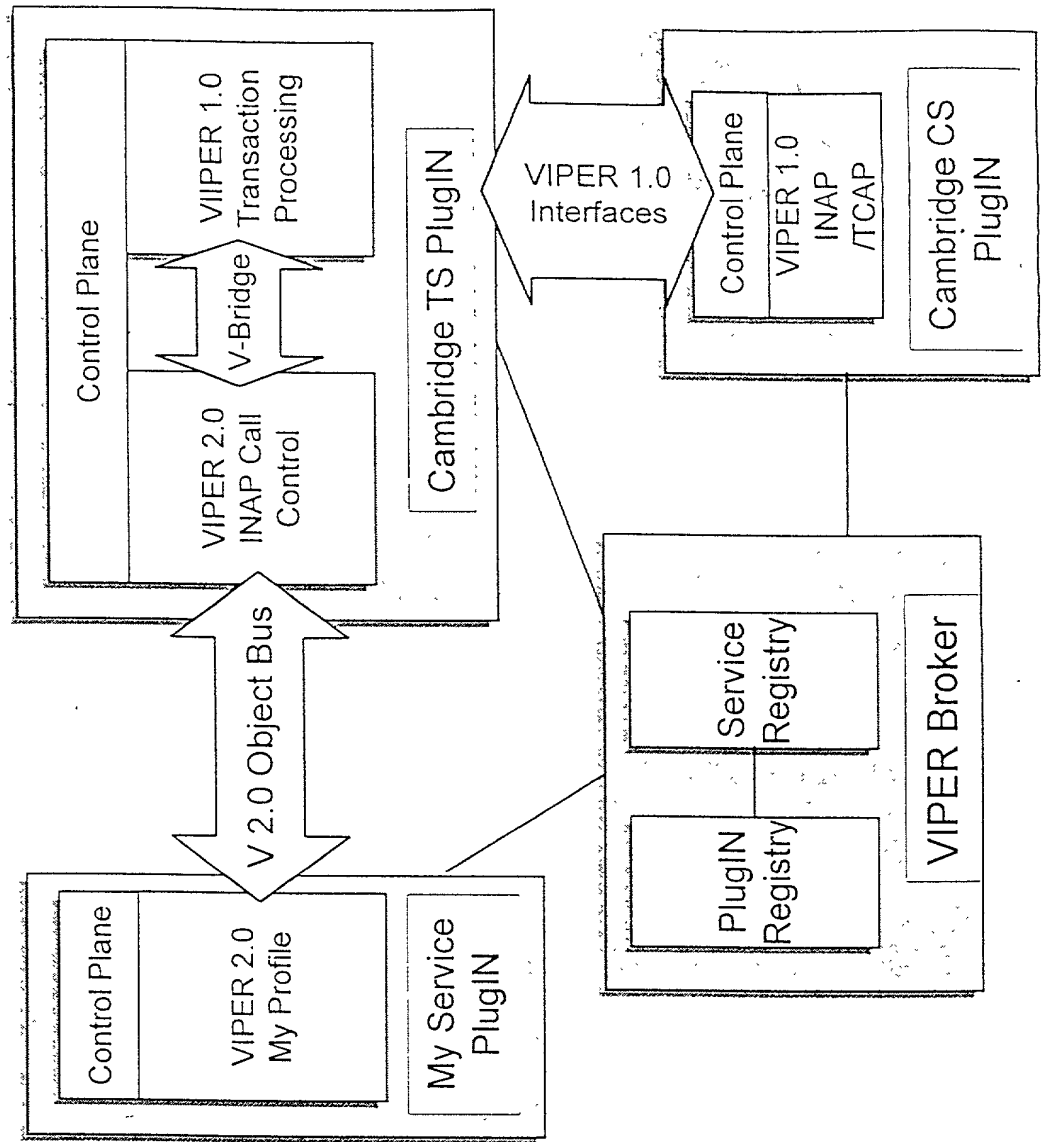 Control Plane
VIPER 2.0
My Profile
My Service
PlugIN
V 2.0 Object Bus
Control Plane
VIPER 2.0
INAP Call
Control
V-Bridge
VIIPER 1.0
Transaction
Processing
Cambridge TS PlugIN
VIPER 1.0
Interfaces
Control Plane
VIPER 1.0
INAP
/TCAP
Cambridge CS
PlugIN
PlugIN
Registry
Service
Registry
VIPER Broker